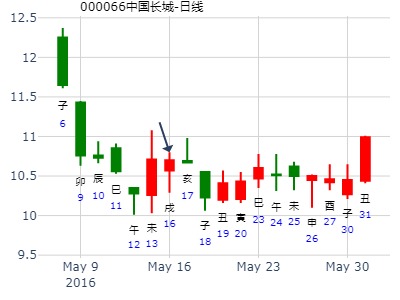 000066中国长城-日线
12.5
12
11.5
11
10.5
10
9.5
子
6
卯
9
辰
10
巳
11
午
12
未
13
戌
16
亥
17
子
18
丑
19
寅
20
巳
23
午
24
未
25
申
26
酉
27
子
30
丑
31
May 9
2016
May 16
May 23
May 30